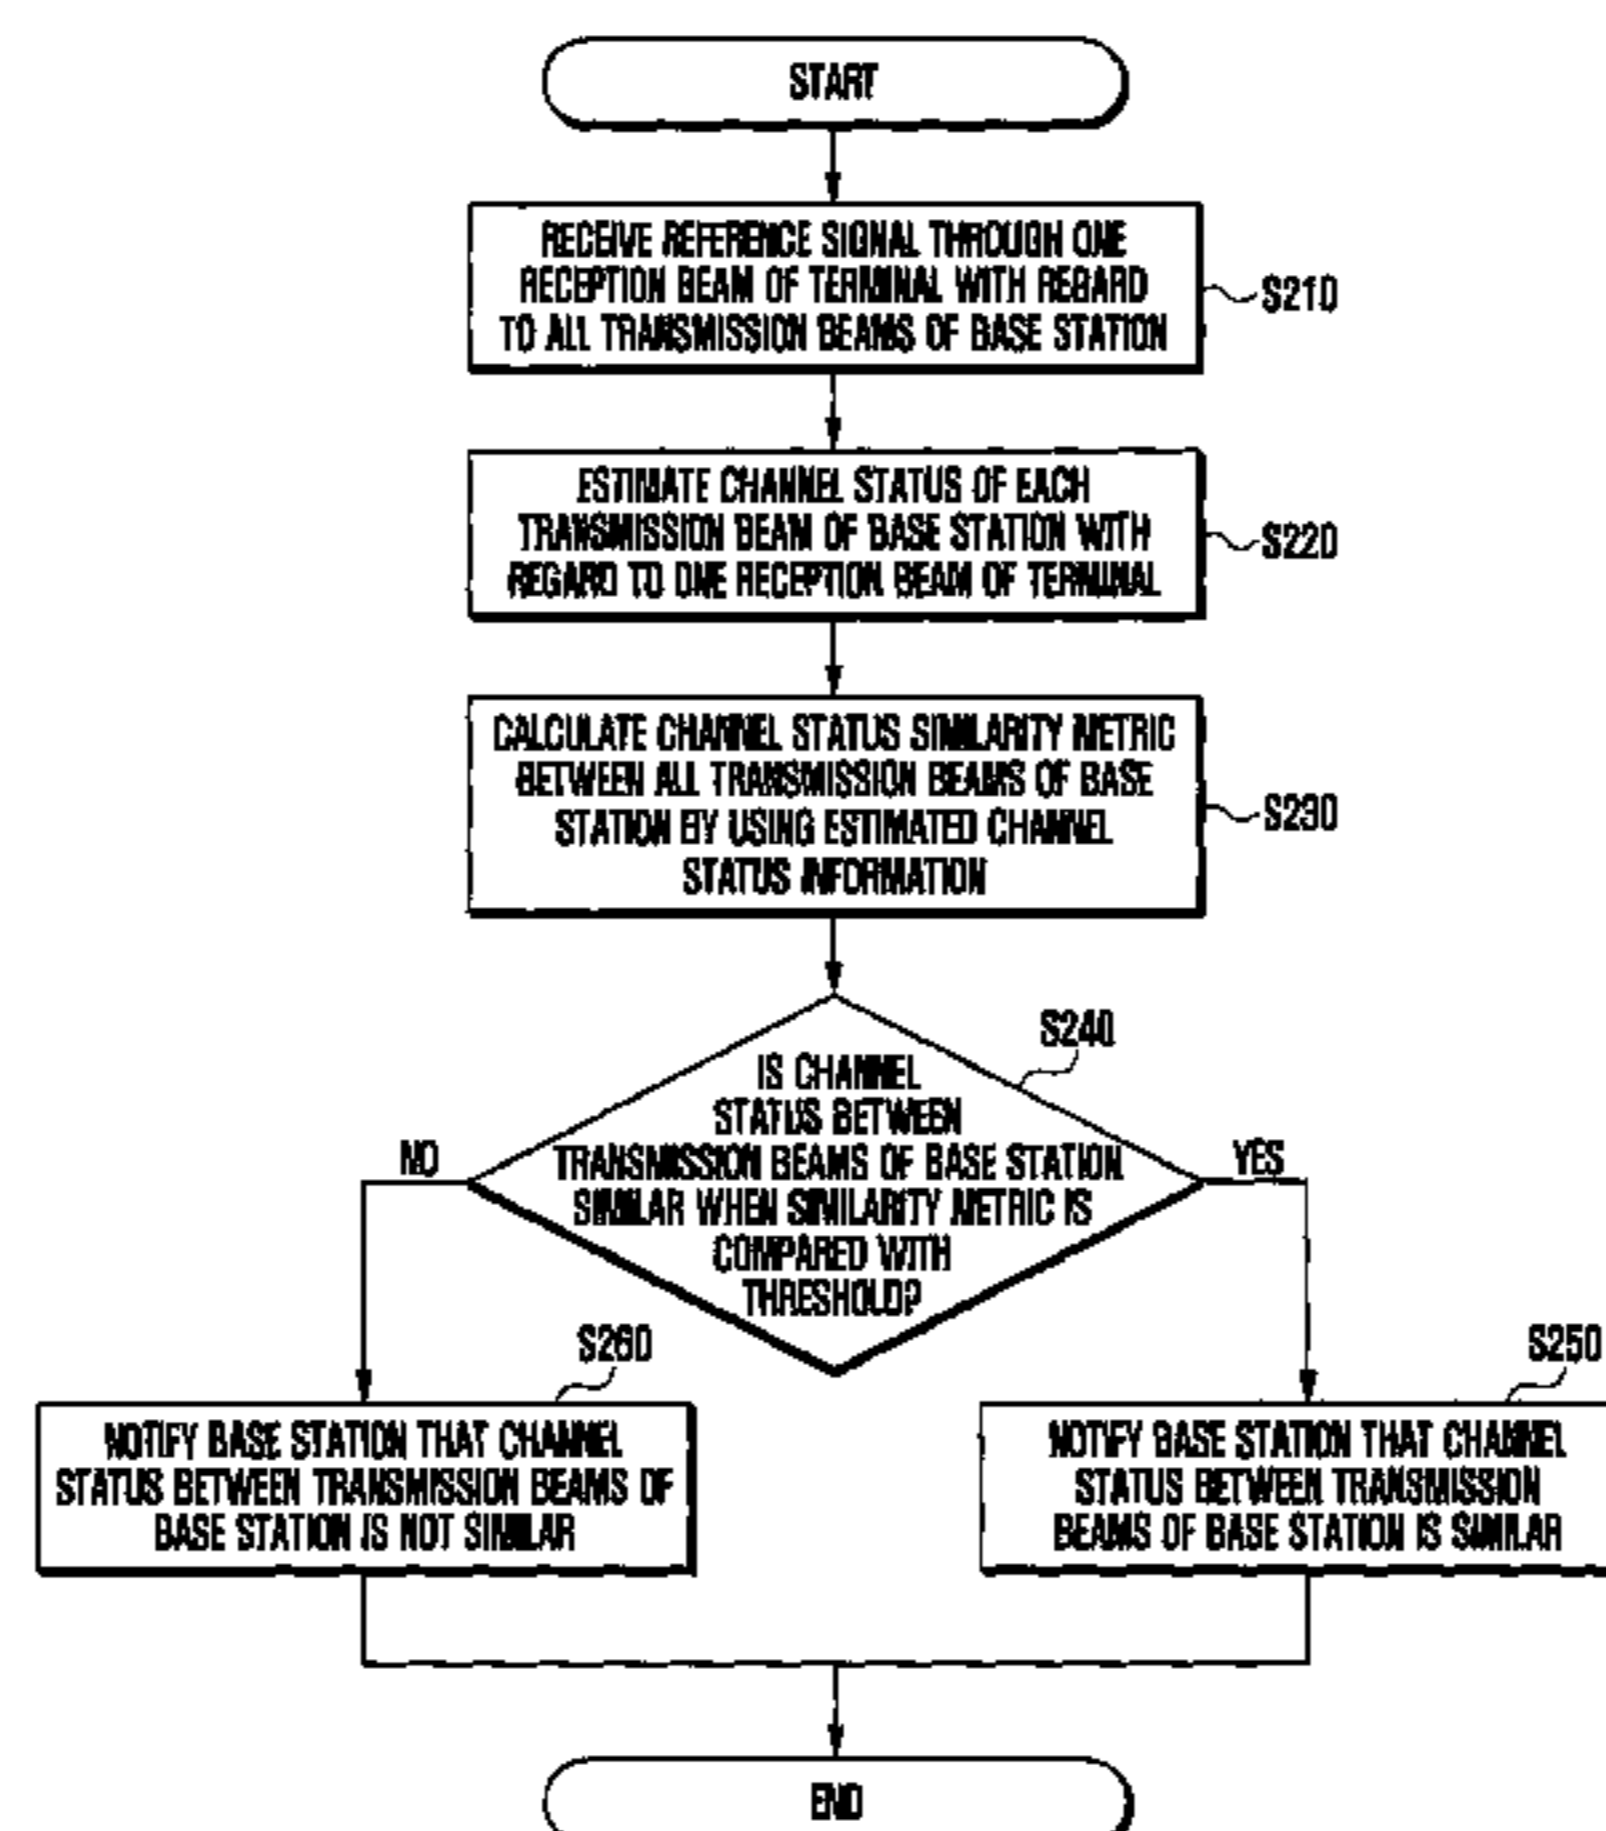 START
RECEIVE REFERENCE SIGNAL THROUGH ONE
RECEPTION BEAM OF TERMINAL WITH REGARD
TO ALL TRANSMISSION BEAMS OF BASE STATION
S210
ESTIMATE CHANNEL STATUS OF EACH
TRANSMISSION BEAM OF BASE STATION WITH
REGARD TO ONE RECEPTION BEAM OF TERMINAL
S220
CALCULATE CHANNEL STATUS SIMILARITY METRIC
BETWEEN ALL TRANSMISSION BEAMS OF BASE
STATION BY USING ESTIMATED CHANNEL
STATUS INFORMATION
S230
S240
IS CHANNEL
STATUS BETWEEN
TRANSMISSION BEAMS OF BASE STATION
SIMILAR WHEN SIMILARITY METRIC IS
COMPARED WITH
THRESHOLD?
NO
YES
S260
NOTIFY BASE STATION THAT CHANNEL
STATUS BETWEEN TRANSMISSION BEAMS OF
BASE STATION IS NOT SIMILAR
S250
NOTIFY BASE STATION THAT CHANNEL
STATUS BETWEEN TRANSMISSION
BEAMS OF BASE STATION IS SIMILAR
END